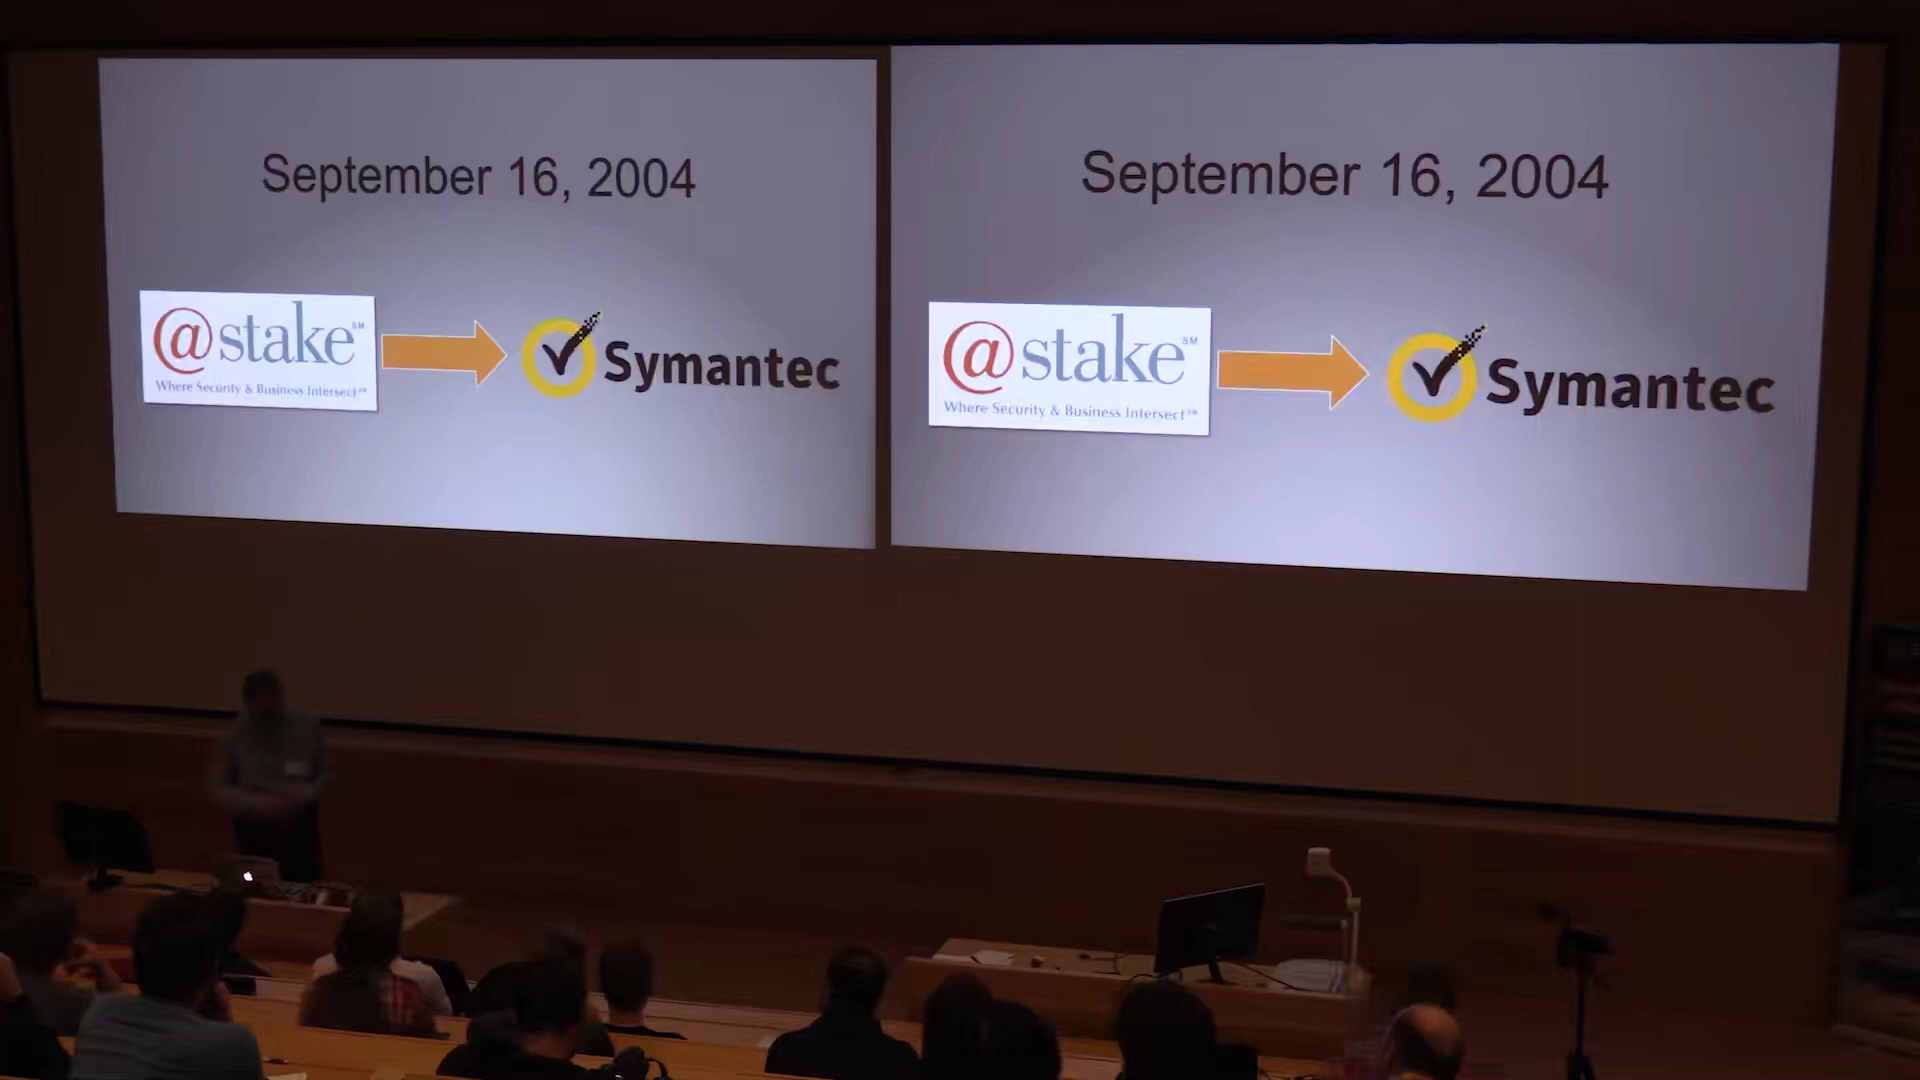 September 16, 2004
@stake SM
Where Security & Business Intersect SM
Symantec
September 16, 2004
@stake SM
Where Security & Business Intersect SM
Symantec